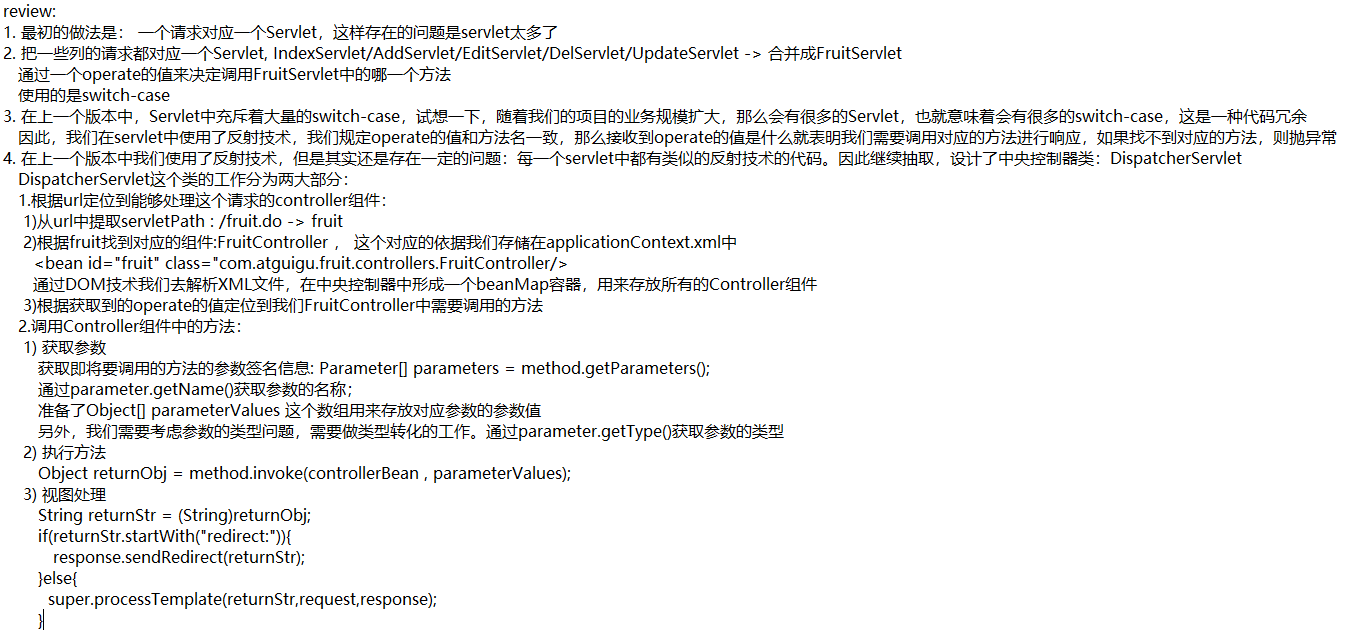 review:
1. 最初的做法是： 一个请求对应一个Servlet，这样存在的问题是servlet太多了
2. 把一些列的请求都对应一个Servlet, IndexServlet/AddServlet/EditServlet/DelServlet/UpdateServlet -> 合并成FruitServlet
通过一个operate的值来决定调用FruitServlet中的哪一个方法
使用的是switch-case
3. 在上一个版本中，Servlet中充斥着大量的switch-case，试想一下，随着我们的项目的业务规模扩大，那么会有很多的Servlet，也就意味着会有很多的switch-case，这是一种代码冗余
因此，我们在servlet中使用了反射技术，我们规定operate的值和方法名一致，那么接收到operate的值是什么就表明我们需要调用对应的方法进行响应，如果找不到对应的方法，则抛异常
4. 在上一个版本中我们使用了反射技术，但是其实还是存在一定的问题：每一个servlet中都有类似的反射技术的代码。因此继续抽取，设计了中央控制器类：DispatcherServlet
DispatcherServlet这个类的工作分为两大部分：
1.根据url定位到能够处理这个请求的controller组件：
1)从url中提取servletPath : /fruit.do -> fruit
2)根据fruit找到对应的组件:FruitController ， 这个对应的依据我们存储在applicationContext.xml中
<bean id="fruit" class="com.atguigu.fruit.controllers.FruitController/>
通过DOM技术我们去解析XML文件，在中央控制器中形成一个beanMap容器，用来存放所有的Controller组件
3)根据获取到的operate的值定位到我们FruitController中需要调用的方法
2.调用Controller组件中的方法：
1) 获取参数
获取即将要调用的方法的参数签名信息: Parameter[] parameters = method.getParameters();
通过parameter.getName()获取参数的名称；
准备了Object[] parameterValues 这个数组用来存放对应参数的参数值
另外，我们需要考虑参数的类型问题，需要做类型转化的工作。通过parameter.getType()获取参数的类型
2) 执行方法
Object returnObj = method.invoke(controllerBean , parameterValues);
3) 视图处理
String returnStr = (String)returnObj;
if(returnStr.startWith("redirect:")){
response.sendRedirect(returnStr);
}else{
super.processTemplate(returnStr,request,response);
}